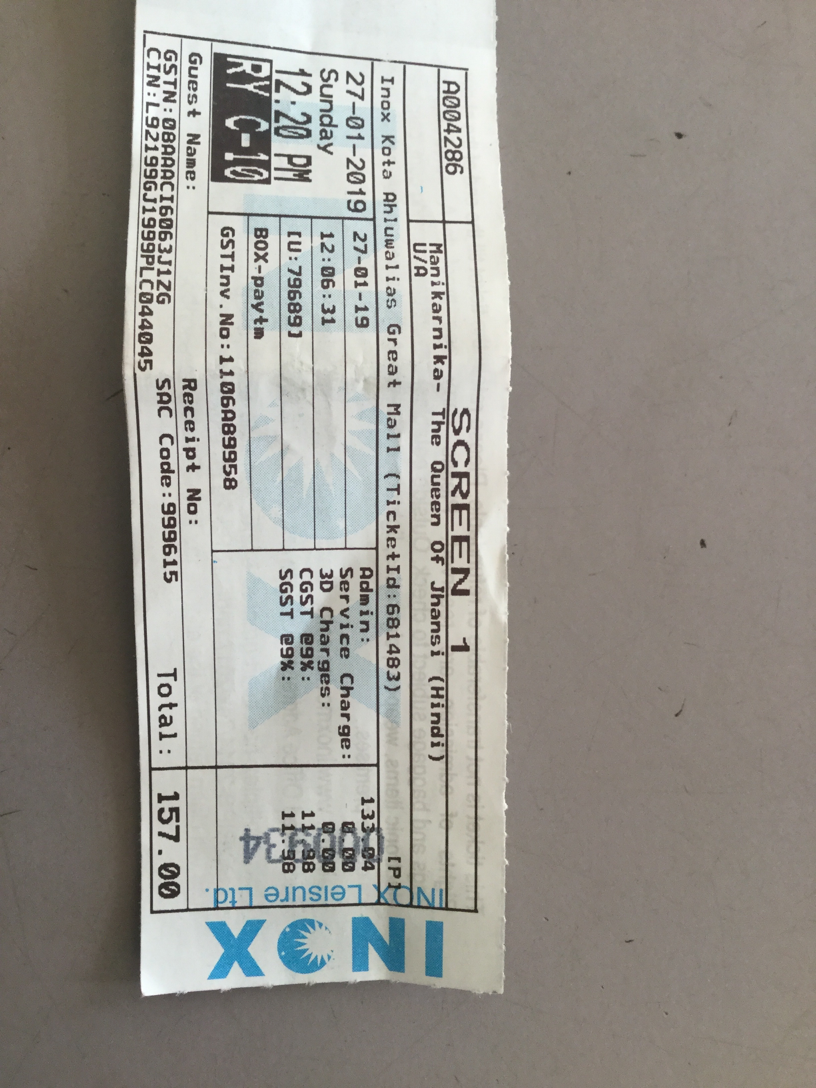 A004286
SCREEN 1
Manikarnika- The Queen Of Jhansi (Hindi)
U/A
Inox Kota Ahluwalias Great Mall (TicketId:681483) [P]
27-01-2019
Sunday
12:20 PM
RY C-10
27-01-19
12:06:31
[U:79689]
BOX-paytm
GSTInv.No:1106A89958
Admin: 133.04
Service Charge: 0.00
3D Charges: 0.00
CGST @9%: 11.98
SGST @9%: 11.98
Guest Name: Receipt No:
GSTN:08AAACI6063J1ZG SAC Code:999615 Total: 157.00
CIN:L92199GJ1999PLC044045
000934
INOX Leisure Ltd.
INOX
INOX